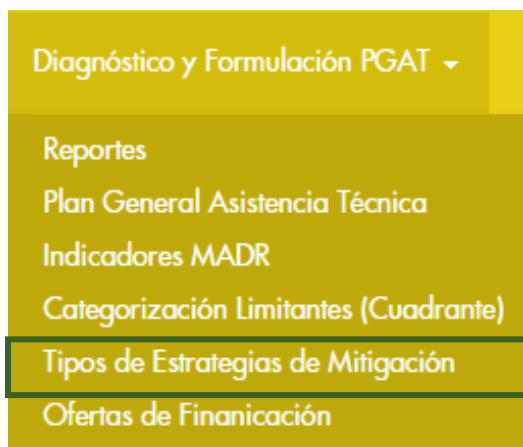 Diagnóstico y Formulación PGAT
Reportes
Plan General Asistencia Técnica
Indicadores MADR
Categorización Limitantes (Cuadrante)
Tipos de Estrategias de Mitigación
Ofertas de Finanicación